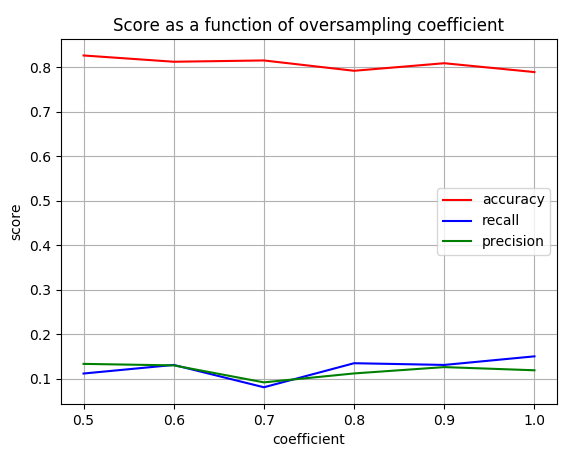 Score as a function of oversampling coefficient
score
0.8
0.7
0.6
0.5
0.4
0.3
0.2
0.1
accuracy
recall
precision
0.5 0.6 0.7 0.8 0.9 1.0
coefficient